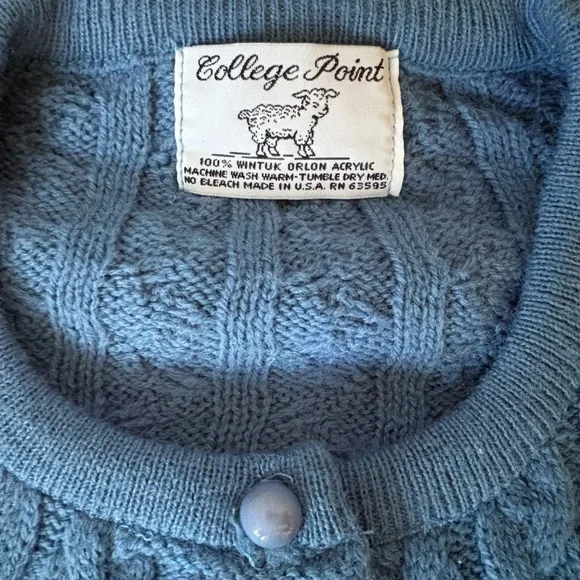 College Point
100% WINTUK ORLON ACRYLIC
MACHINE WASH WARM-TUMBLE DRY MED.
NO BLEACH MADE IN U.S.A. RN 63595